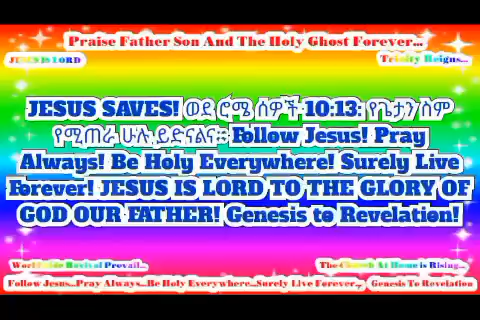 Praise Father Son And The Holy Ghost Forever...
JESUS IS LORD
Trinity Reigns...
JESUS SAVES! ወደ ሮሜ ሰዎች 10:13: የጌታን ስም
የሚጠራ ሁሉ ይድናልና። Follow Jesus! Pray
Always! Be Holy Everywhere! Surely Live
Forever! JESUS IS LORD TO THE GLORY OF
GOD OUR FATHER! Genesis to Revelation!
Worldwide Revival Prevail...
The Church At Home is Rising...
Follow Jesus...Pray Always...Be Holy Everywhere...Surely Live Forever...
Genesis To Revelation